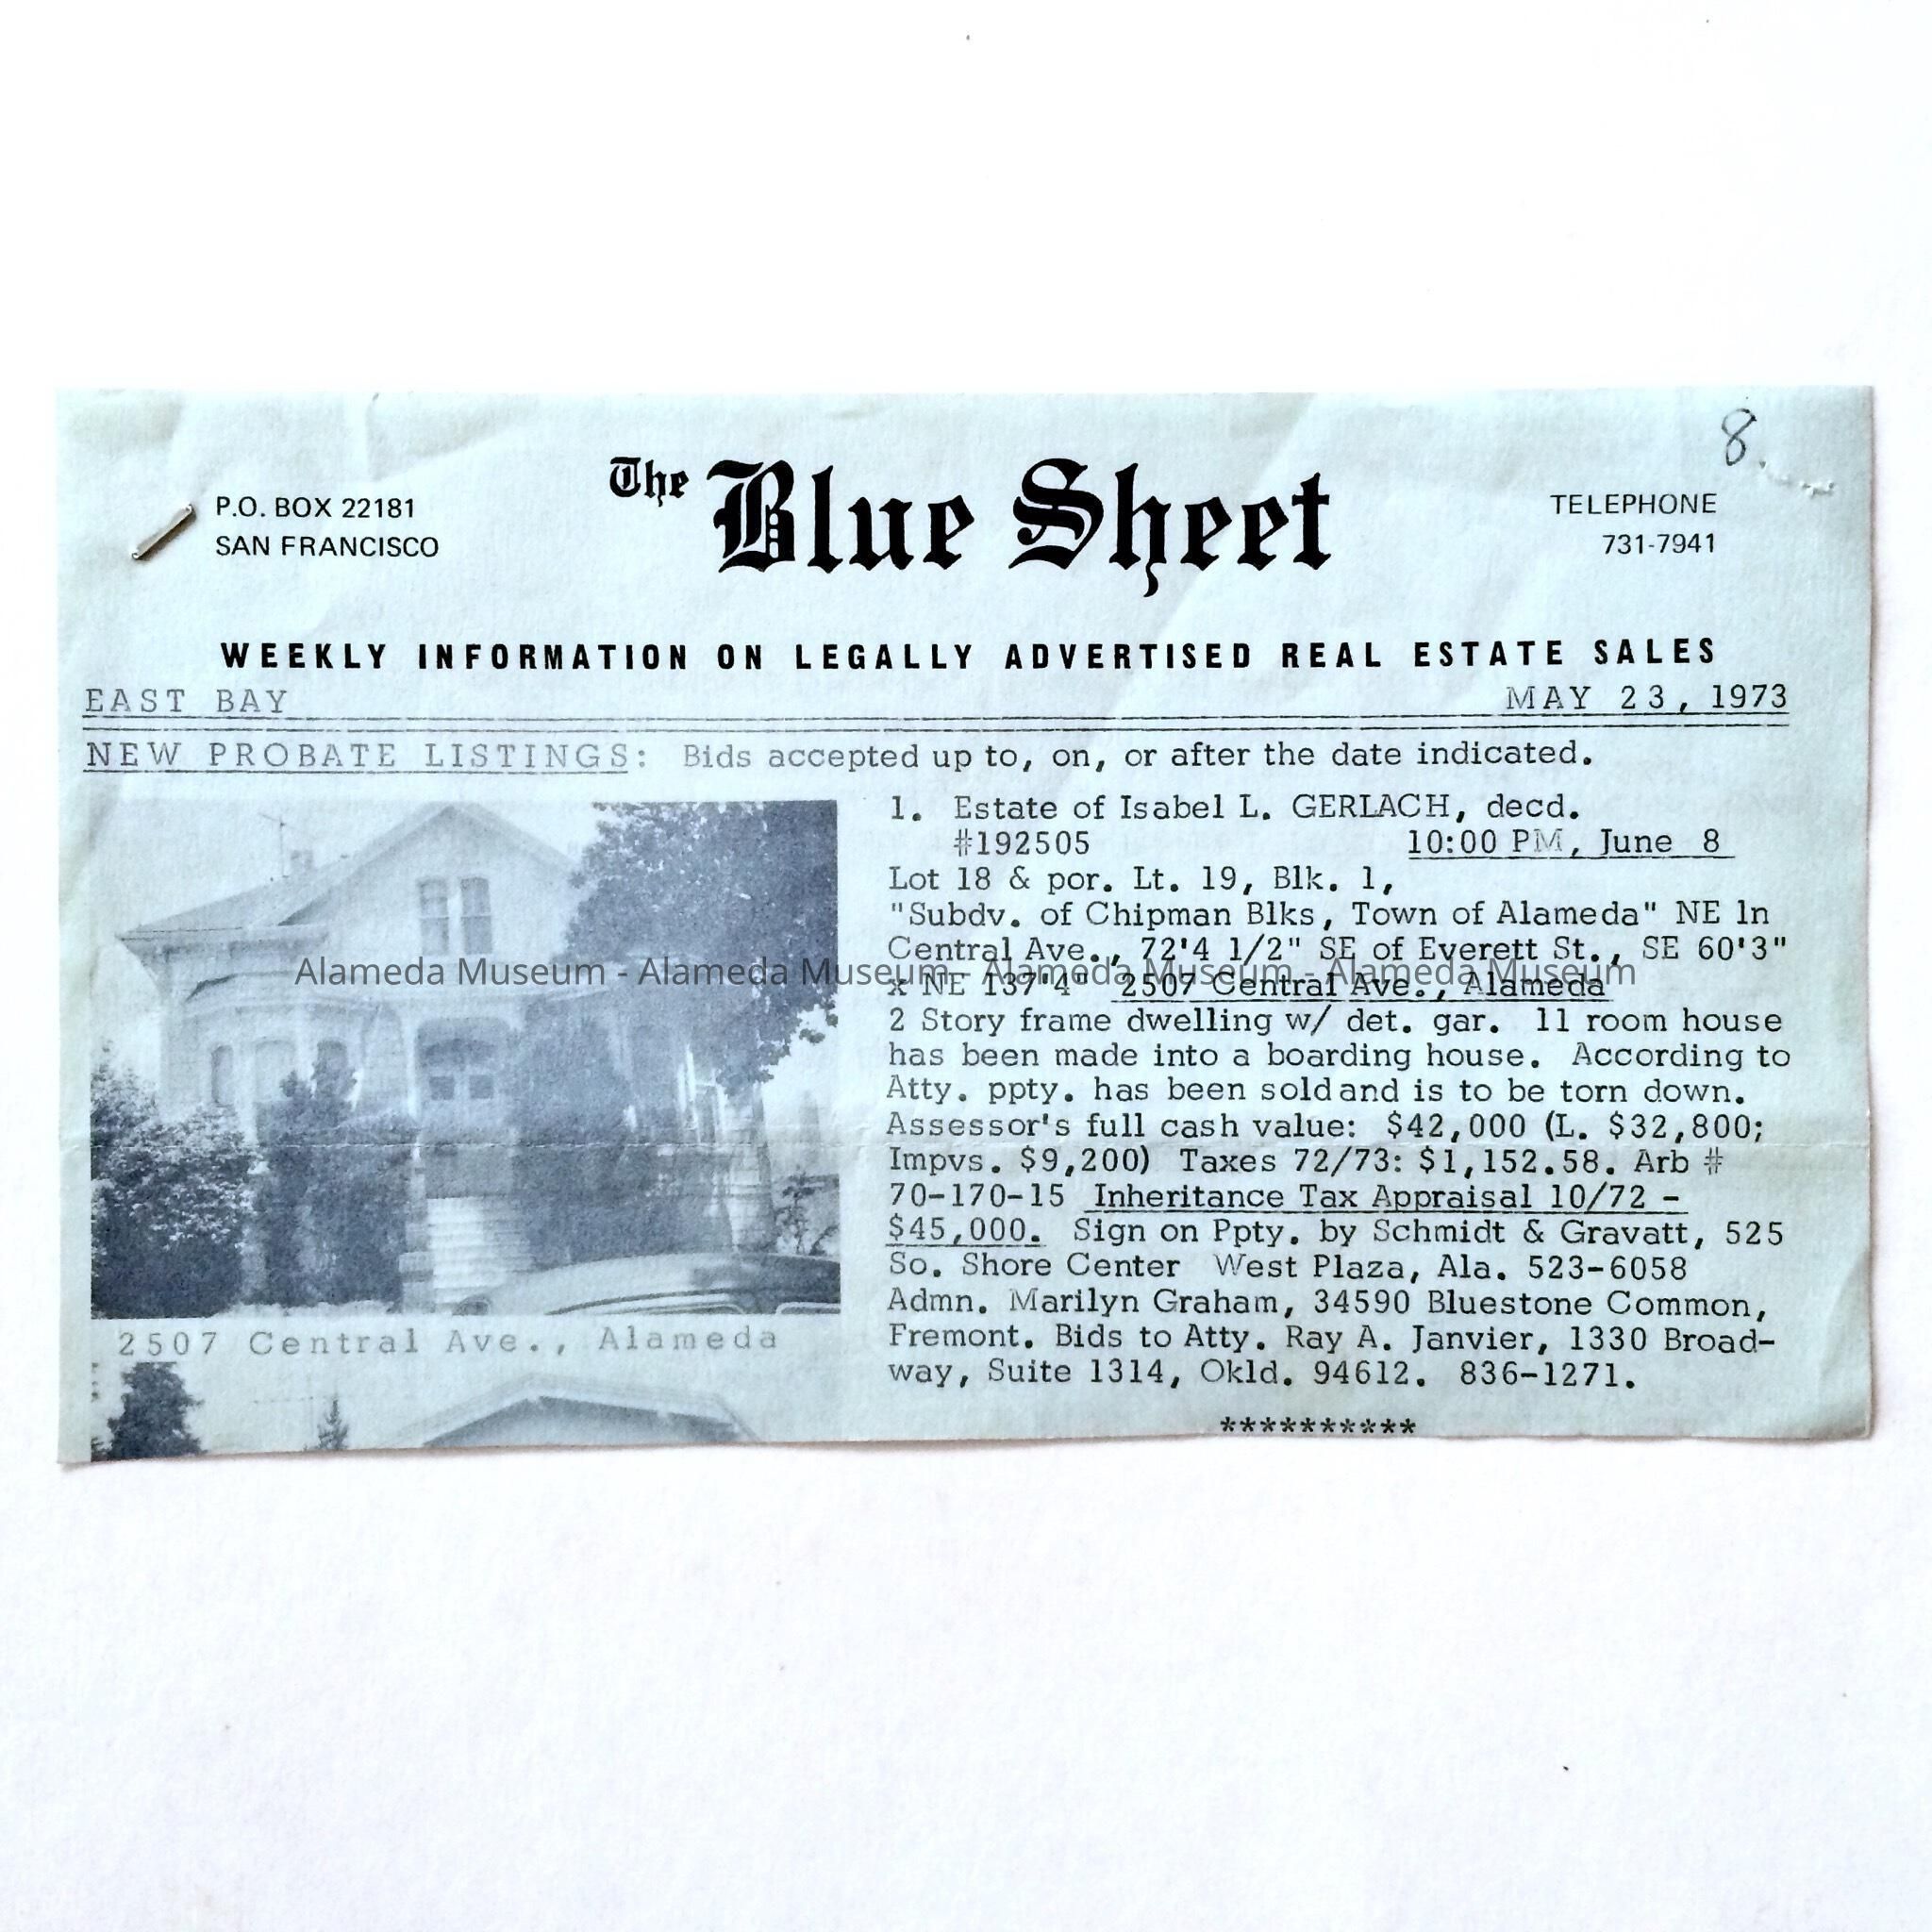 8.
P.O. BOX 22181
SAN FRANCISCO
The Blue Sheet
TELEPHONE
731-7941
WEEKLY INFORMATION ON LEGALLY ADVERTISED REAL ESTATE SALES
EAST BAY MAY 23, 1973
NEW PROBATE LISTINGS: Bids accepted up to, on, or after the date indicated.
1. Estate of Isabel L. GERLACH, decd.
#192505 10:00 PM, June 8
Lot 18 & por. Lt. 19, Blk. 1,
"Subdv. of Chipman Blks, Town of Alameda" NE ln
Central Ave., 72'4 1/2" SE of Everett St., SE 60'3"
Alameda Museum - Alameda Museum - Alameda Museum - Alameda Museum
x NE 137'4" 2507 Central Ave., Alameda
2 Story frame dwelling w/ det. gar. 11 room house
has been made into a boarding house. According to
Atty. ppty. has been sold and is to be torn down.
Assessor's full cash value: $42,000 (L. $32,800;
Impvs. $9,200) Taxes 72/73: $1,152.58. Arb #
70-170-15 Inheritance Tax Appraisal 10/72 -
$45,000. Sign on Ppty. by Schmidt & Gravatt, 525
So. Shore Center West Plaza, Ala. 523-6058
Admn. Marilyn Graham, 34590 Bluestone Common,
Fremont. Bids to Atty. Ray A. Janvier, 1330 Broad-
way, Suite 1314, Okld. 94612. 836-1271.
**********
2507 Central Ave., Alameda